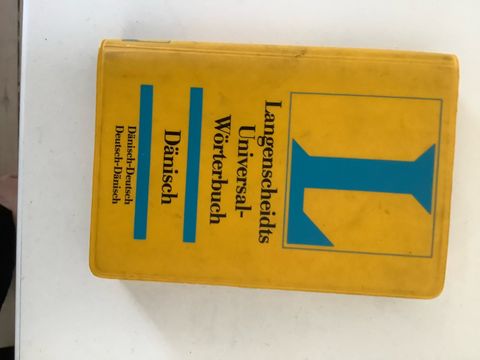 L
Langenscheidts
Universal-
Wörterbuch
Dänisch
Dänisch-Deutsch
Deutsch-Dänisch